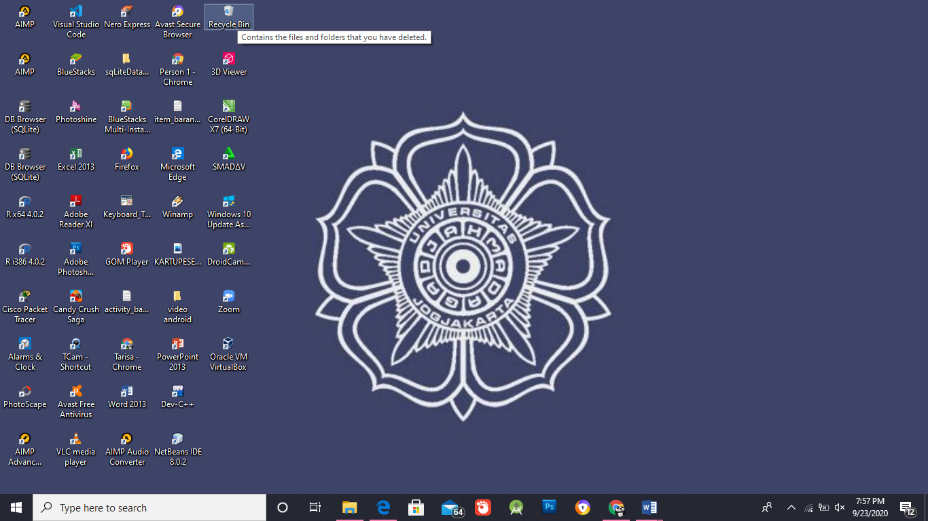 AIMP
Visual Studio
Code
Nero Express
Avast Secure
Browser
Recycle Bin
Contains the files and folders that you have deleted.
AIMP
BlueStacks
sqLiteData...
Person 1 -
Chrome
3D Viewer
DB Browser
(SQLite)
Photoshine
BlueStacks
Multi-Insta...
item_baran...
CorelDRAW
X7 (64-Bit)
DB Browser
(SQLite)
Excel 2013
Firefox
Microsoft
Edge
SMADΔV
R x64 4.0.2
Adobe
Reader XI
Keyboard_T...
Winamp
Windows 10
Update As...
R i386 4.0.2
Adobe
Photosh...
GOM Player
KARTUPESE...
DroidCam...
Cisco Packet
Tracer
Candy Crush
Saga
activity_ba...
video
android
Zoom
Alarms &
Clock
TCam -
Shortcut
Tarisa -
Chrome
PowerPoint
2013
Oracle VM
VirtualBox
PhotoScape
Avast Free
Antivirus
Word 2013
Dev-C++
AIMP
Advanc...
VLC media
player
AIMP Audio
Converter
NetBeans IDE
8.0.2
UNIVERSITAS
GADJAH MADA
JOGJAKARTA
Type here to search
64
Ps
7:57 PM
9/23/2020
12